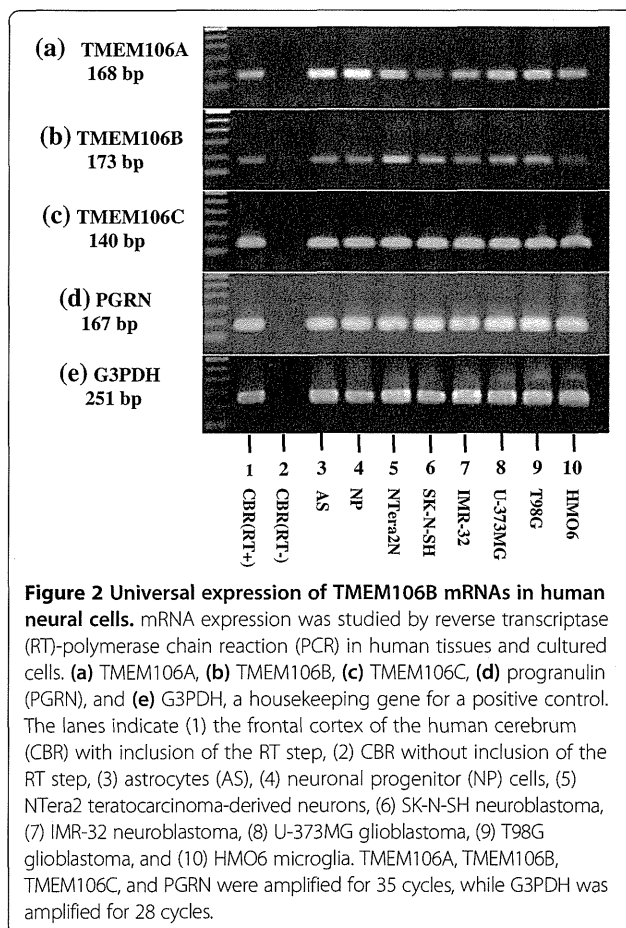 (a) TMEM106A
168 bp
(b) TMEM106B
173 bp
(c) TMEM106C
140 bp
(d) PGRN
167 bp
(e) G3PDH
251 bp
1 2 3 4 5 6 7 8 9 10
CBR(RT+)
CBR(RT-)
AS
NP
NTera2N
SK-N-SH
IMR-32
U-373MG
T98G
HMO6
Figure 2 Universal expression of TMEM106B mRNAs in human
neural cells. mRNA expression was studied by reverse transcriptase
(RT)-polymerase chain reaction (PCR) in human tissues and cultured
cells. (a) TMEM106A, (b) TMEM106B, (c) TMEM106C, (d) progranulin
(PGRN), and (e) G3PDH, a housekeeping gene for a positive control.
The lanes indicate (1) the frontal cortex of the human cerebrum
(CBR) with inclusion of the RT step, (2) CBR without inclusion of the
RT step, (3) astrocytes (AS), (4) neuronal progenitor (NP) cells, (5)
NTera2 teratocarcinoma-derived neurons, (6) SK-N-SH neuroblastoma,
(7) IMR-32 neuroblastoma, (8) U-373MG glioblastoma, (9) T98G
glioblastoma, and (10) HMO6 microglia. TMEM106A, TMEM106B,
TMEM106C, and PGRN were amplified for 35 cycles, while G3PDH was
amplified for 28 cycles.